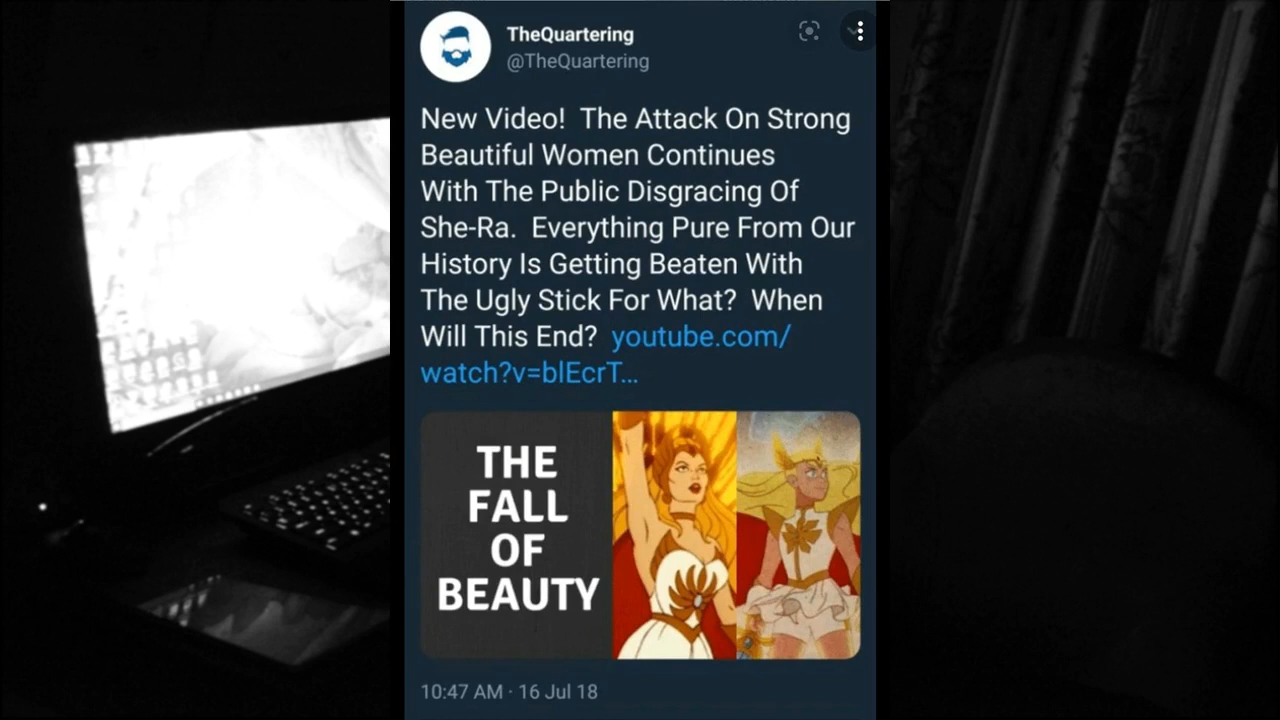 TheQuartering
@TheQuartering
New Video!  The Attack On Strong
Beautiful Women Continues
With The Public Disgracing Of
She-Ra.  Everything Pure From Our
History Is Getting Beaten With
The Ugly Stick For What?  When
Will This End?  youtube.com/
watch?v=blEcrT...
THE
FALL
OF
BEAUTY
10:47 AM · 16 Jul 18